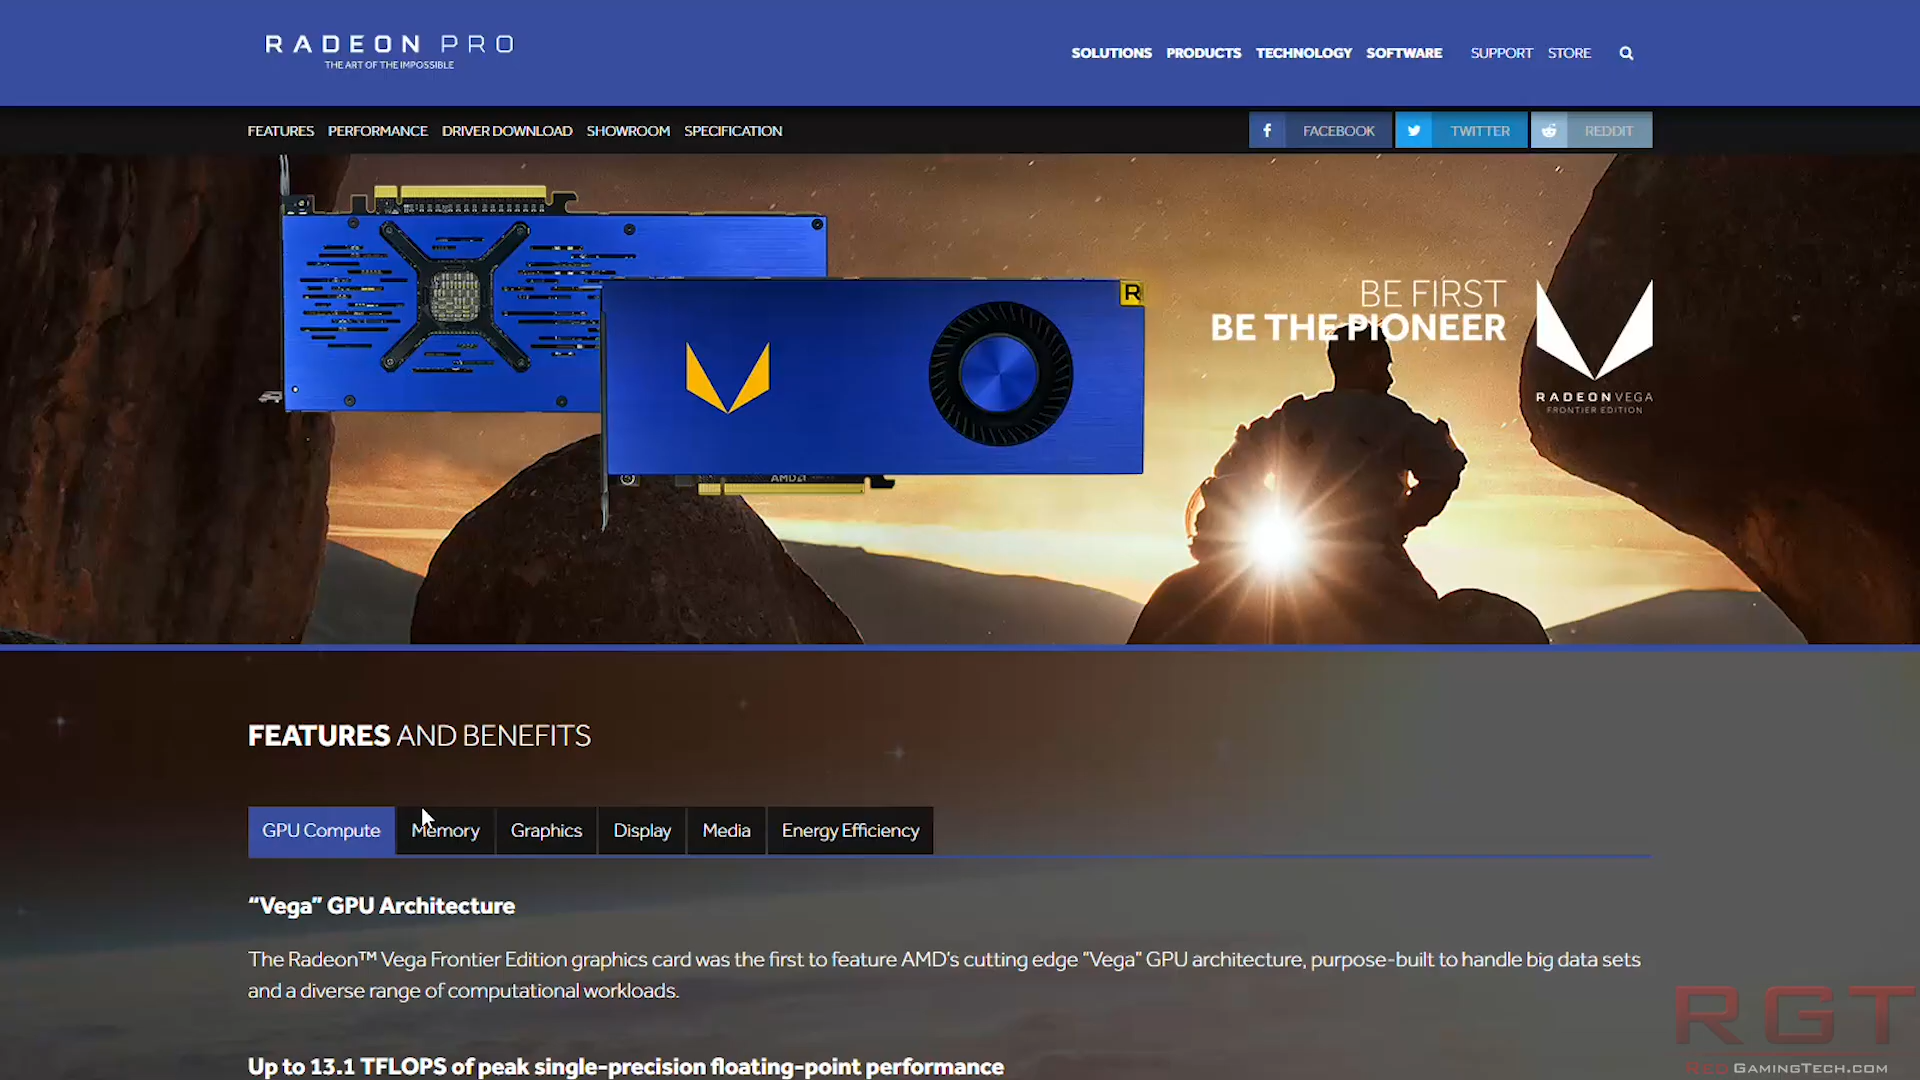 RADEON PRO
THE ART OF THE IMPOSSIBLE
SOLUTIONS PRODUCTS TECHNOLOGY SOFTWARE SUPPORT STORE
FEATURES PERFORMANCE DRIVER DOWNLOAD SHOWROOM SPECIFICATION
FACEBOOK TWITTER REDDIT
R
BE FIRST
BE THE PIONEER
RADEON VEGA
FRONTIER EDITION
AMD
FEATURES AND BENEFITS
GPU Compute Memory Graphics Display Media Energy Efficiency
“Vega” GPU Architecture
The Radeon™ Vega Frontier Edition graphics card was the first to feature AMD’s cutting edge “Vega” GPU architecture, purpose-built to handle big data sets
and a diverse range of computational workloads.
Up to 13.1 TFLOPS of peak single-precision floating-point performance
RGT
REDGAMINGTECH.COM